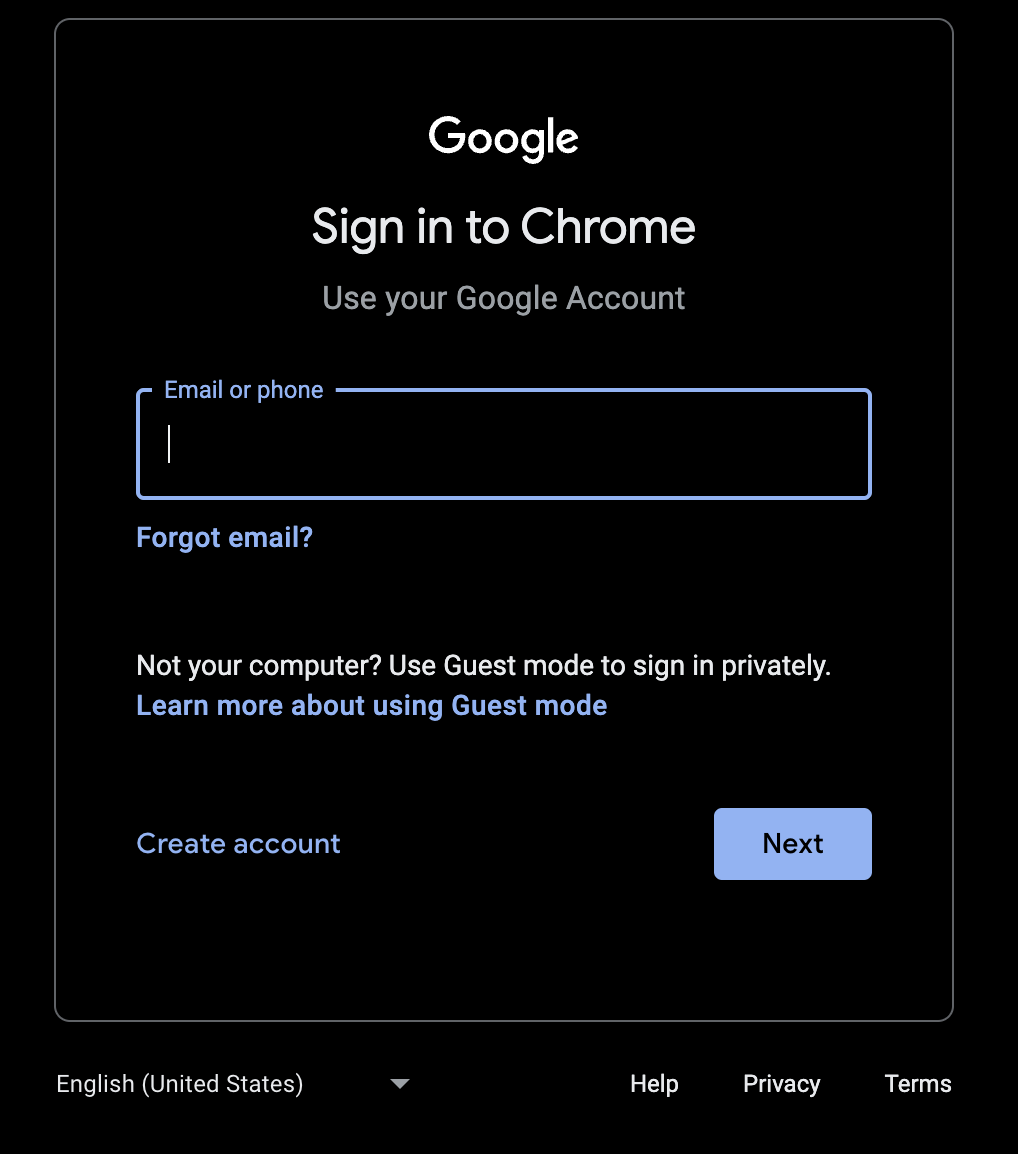 Google
Sign in to Chrome
Use your Google Account
Email or phone
Forgot email?
Not your computer? Use Guest mode to sign in privately.
Learn more about using Guest mode
Create account
Next
English (United States)
Help
Privacy
Terms